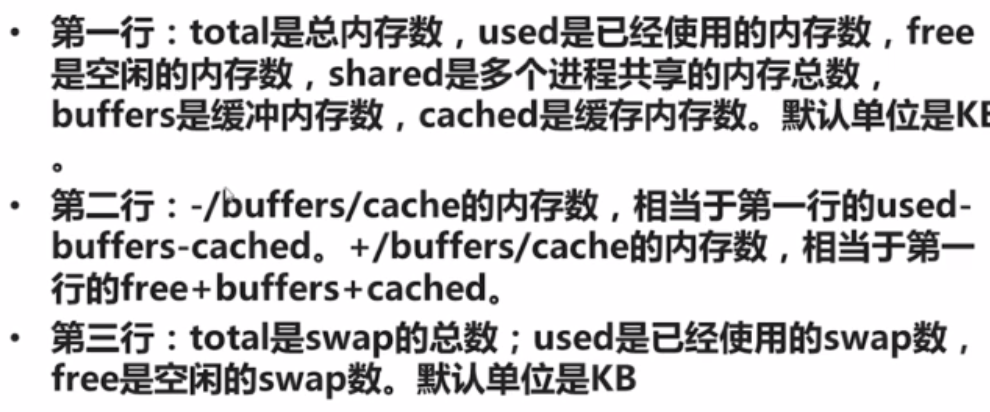 • 第一行：total是总内存数，used是已经使用的内存数，free
是空闲的内存数，shared是多个进程共享的内存总数，
buffers是缓冲内存数，cached是缓存内存数。默认单位是KB
。
• 第二行：-/buffers/cache的内存数，相当于第一行的used-
buffers-cached。+/buffers/cache的内存数，相当于第一
行的free+buffers+cached。
• 第三行：total是swap的总数；used是已经使用的swap数，
free是空闲的swap数。默认单位是KB